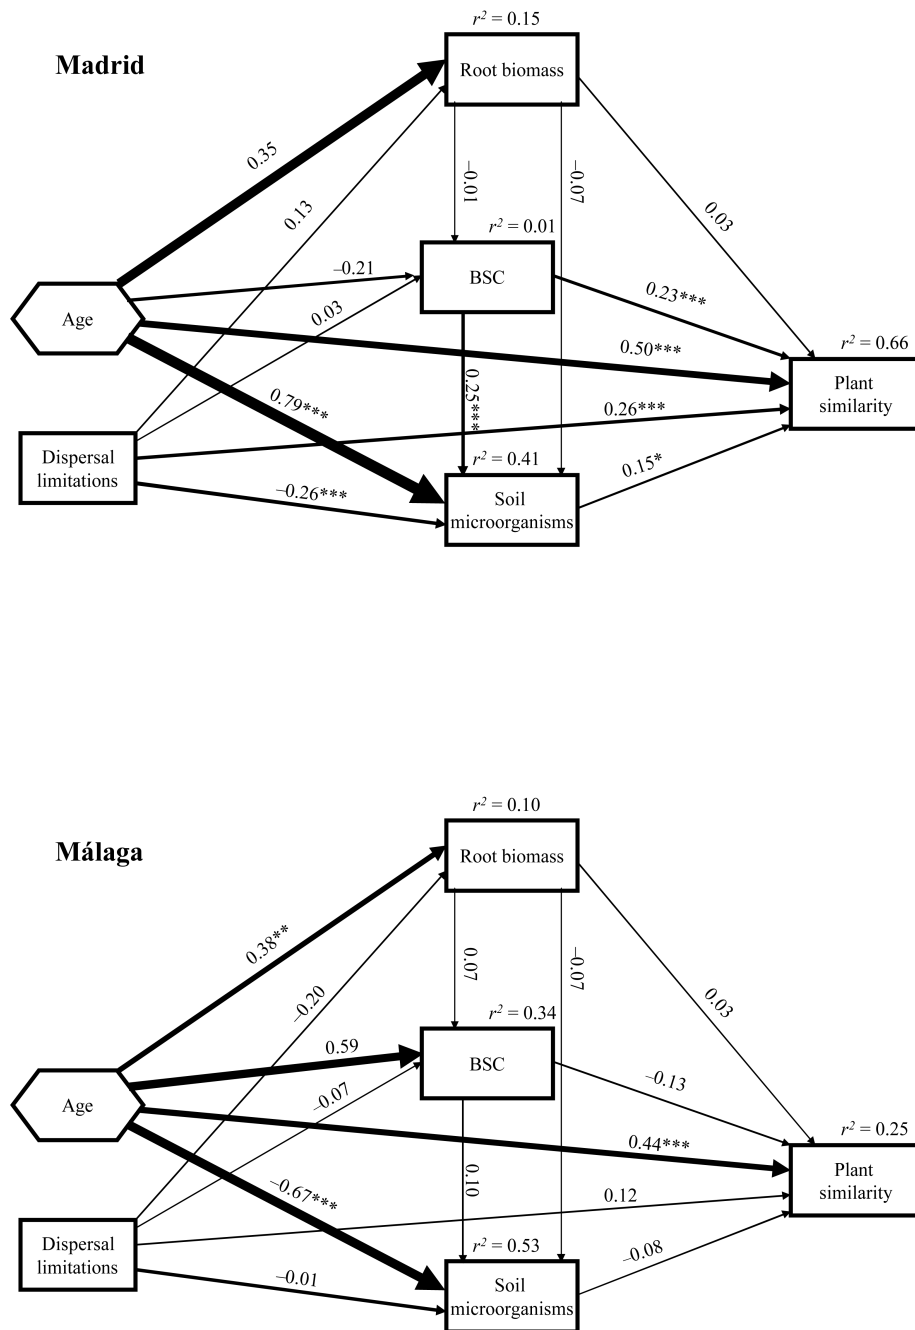 r² = 0.15
Madrid
Root biomass
0.35
0.13
–0.01
–0.07
0.03
r² = 0.01
–0.21
BSC
0.03
0.23***
Age
0.50***
r² = 0.66
0.79***
0.25***
Plant
similarity
0.26***
Dispersal
limitations
r² = 0.41
0.15*
–0.26***
Soil
microorganisms
r² = 0.10
Málaga
Root biomass
0.38**
–0.20
0.07
–0.07
0.03
r² = 0.34
0.59
BSC
–0.07
–0.13
Age
0.44***
r² = 0.25
–0.67***
0.10
Plant
similarity
0.12
Dispersal
limitations
r² = 0.53
–0.08
–0.01
Soil
microorganisms